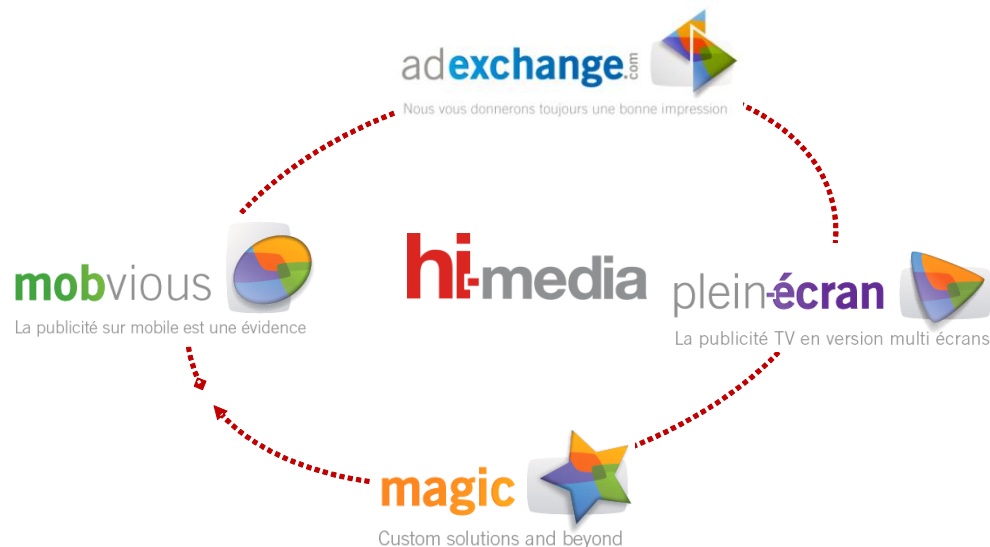 adexchange.com
Nous vous donnerons toujours une bonne impression
mobvious
La publicité sur mobile est une évidence
hi-media
plein-écran
La publicité TV en version multi écrans
magic
Custom solutions and beyond